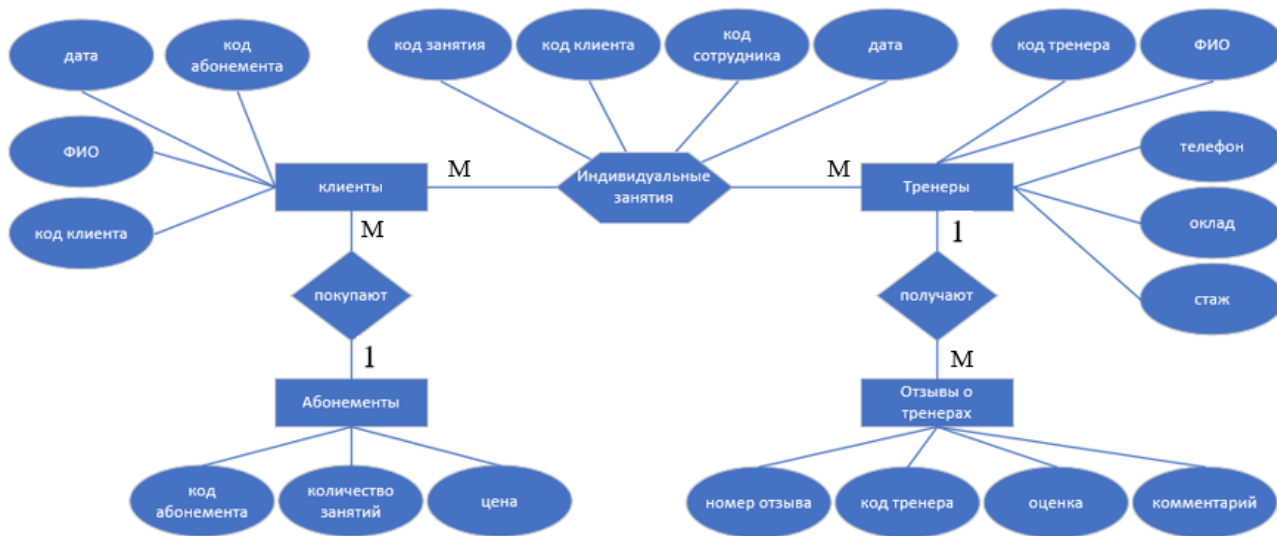 дата
код
абонемента
код занятия
код клиента
код
сотрудника
дата
код тренера
ФИО
ФИО
телефон
клиенты
М
Индивидуальные
занятия
М
Тренеры
код клиента
М
1
оклад
покупают
получают
стаж
1
М
Абонементы
Отзывы о
тренерах
код
абонемента
количество
занятий
цена
номер отзыва
код тренера
оценка
комментарий